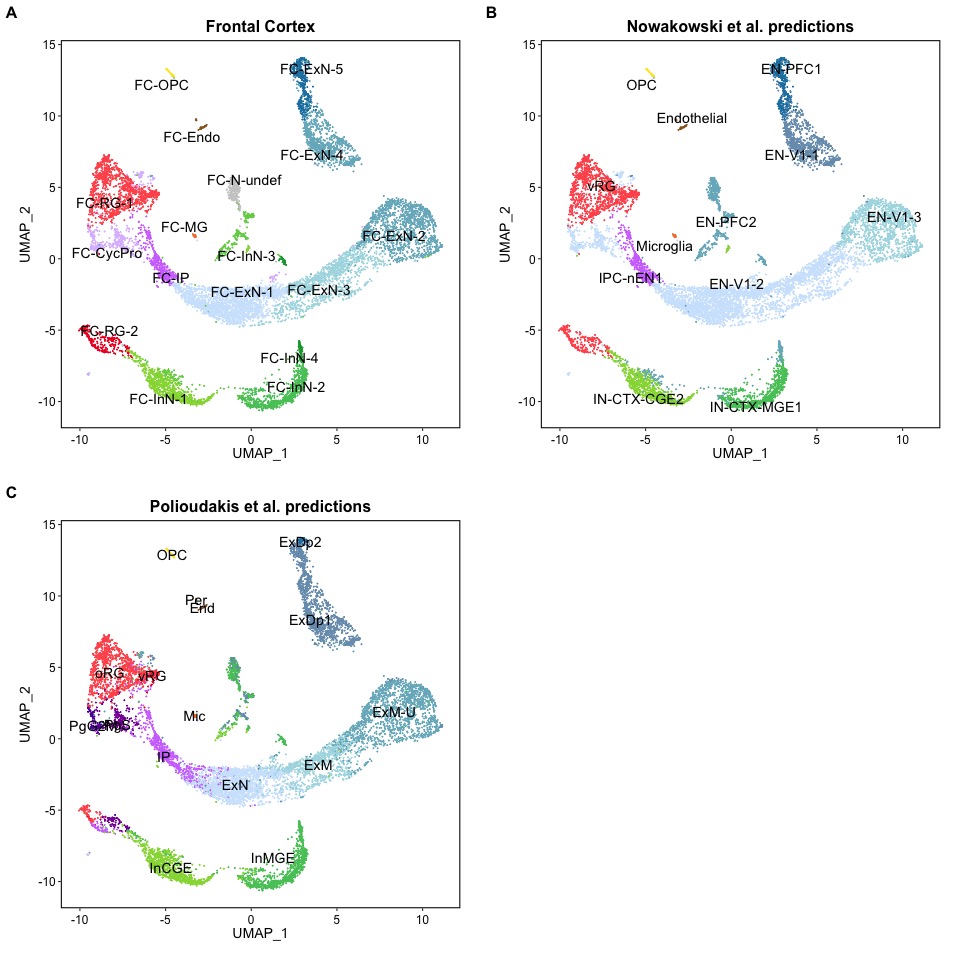 A
Frontal Cortex
FC-ExN-5
FC-OPC
FC-Endo
FC-ExN-4
FC-N-undef
FC-RG-1
FC-MG
FC-ExN-2
FC-CycPro
FC-InN-3
FC-IP
FC-ExN-1
FC-ExN-3
FC-RG-2
FC-InN-4
FC-InN-2
FC-InN-1
15
10
5
0
-5
-10
-10
-5
0
5
10
UMAP_1
UMAP_2
B
Nowakowski et al. predictions
EN-PFC1
OPC
Endothelial
EN-V1-1
vRG
EN-PFC2
EN-V1-3
Microglia
IPC-nEN1
EN-V1-2
IN-CTX-CGE2
IN-CTX-MGE1
15
10
5
0
-5
-10
-10
-5
0
5
10
UMAP_1
UMAP_2
C
Polioudakis et al. predictions
ExDp2
OPC
Per
End
ExDp1
oRG
vRG
Mic
ExM-U
IP
ExM
ExN
InMGE
InCGE
15
10
5
0
-5
-10
-10
-5
0
5
10
UMAP_1
UMAP_2